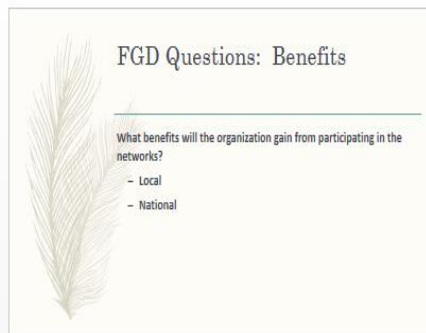 FGD Questions: Benefits
What benefits will the organization gain from participating in the
networks?
– Local
– National